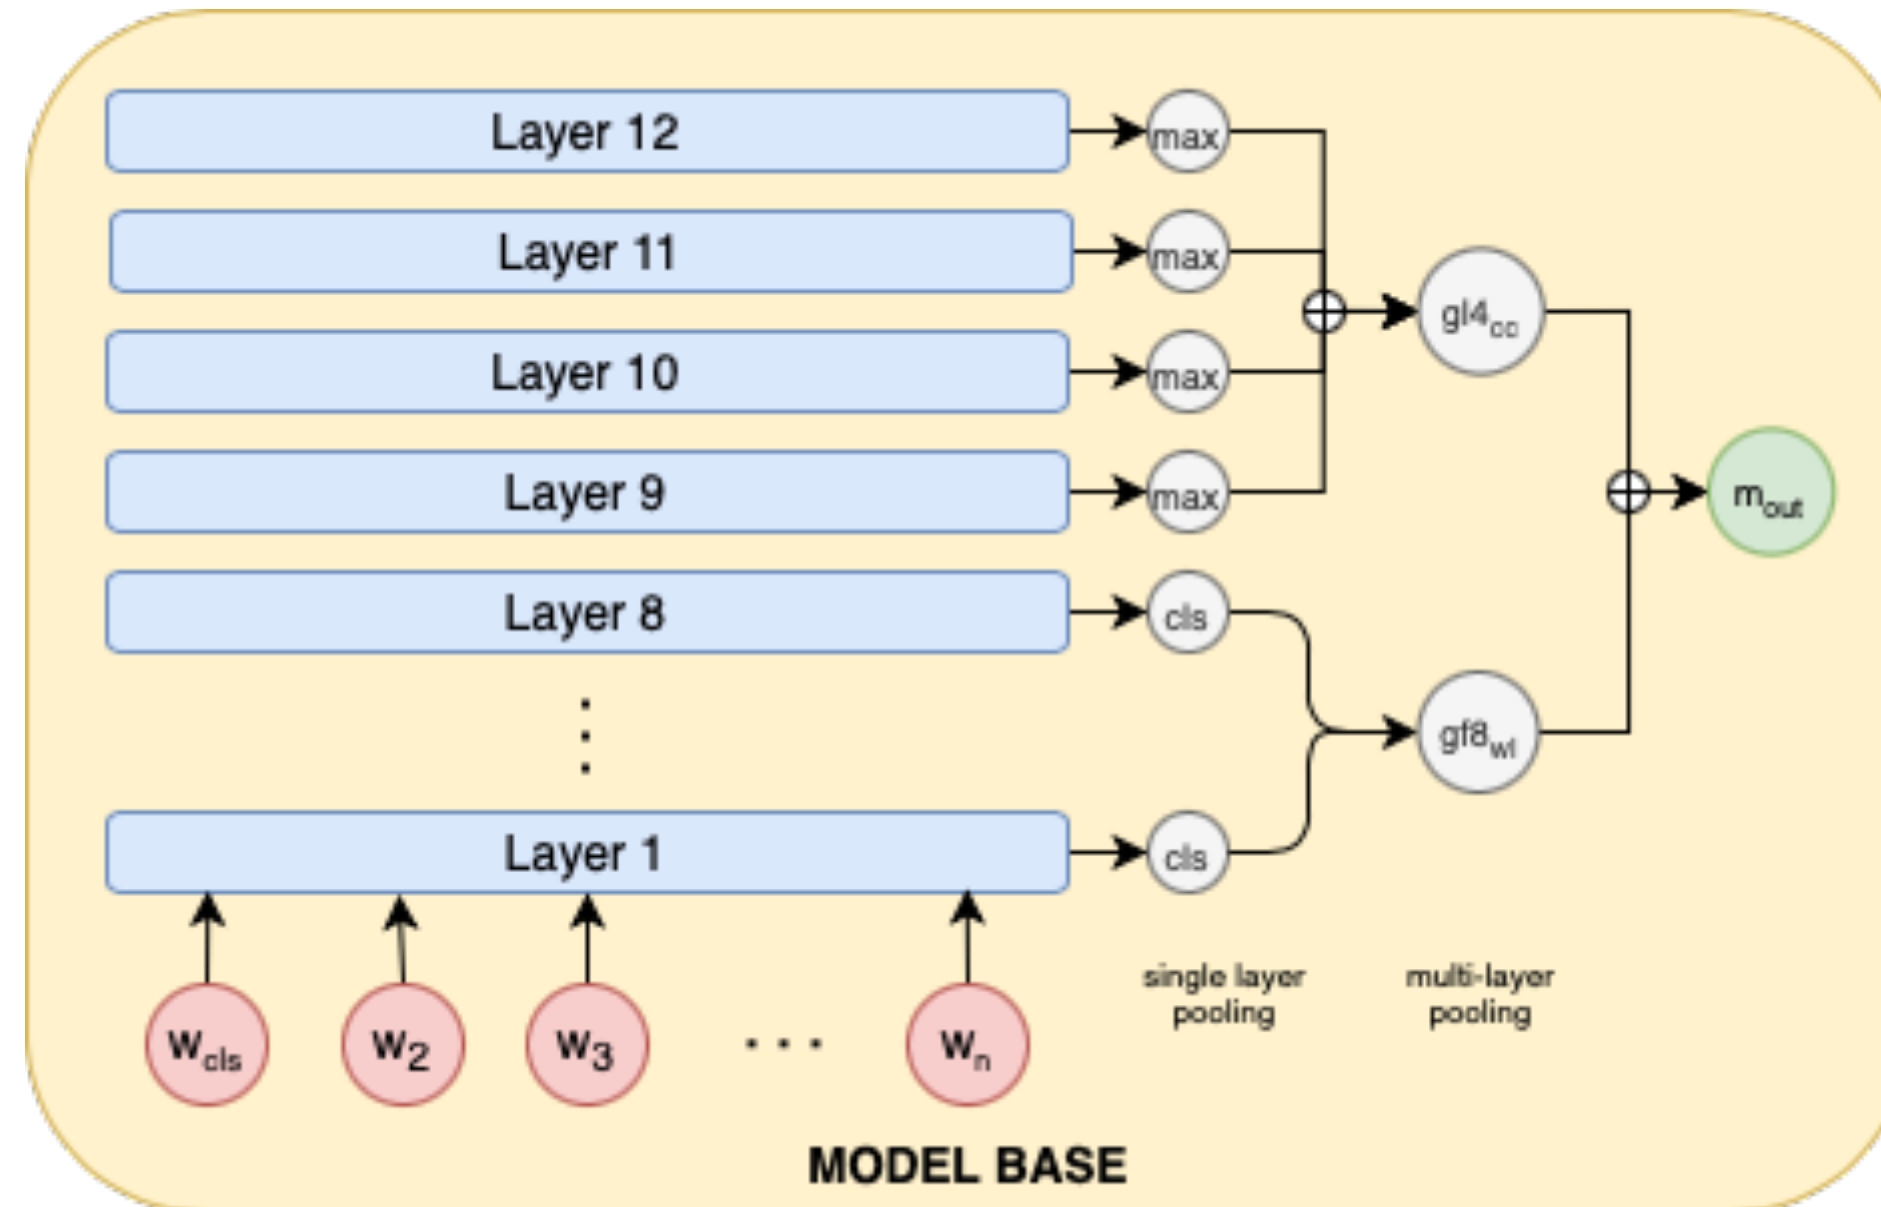 Layer 12
max
Layer 11
max
gl4cc
Layer 10
max
Layer 9
max
mout
Layer 8
cls
gf8wl
Layer 1
cls
single layer
pooling
multi-layer
pooling
Wcls
W2
W3
. . .
Wn
MODEL BASE